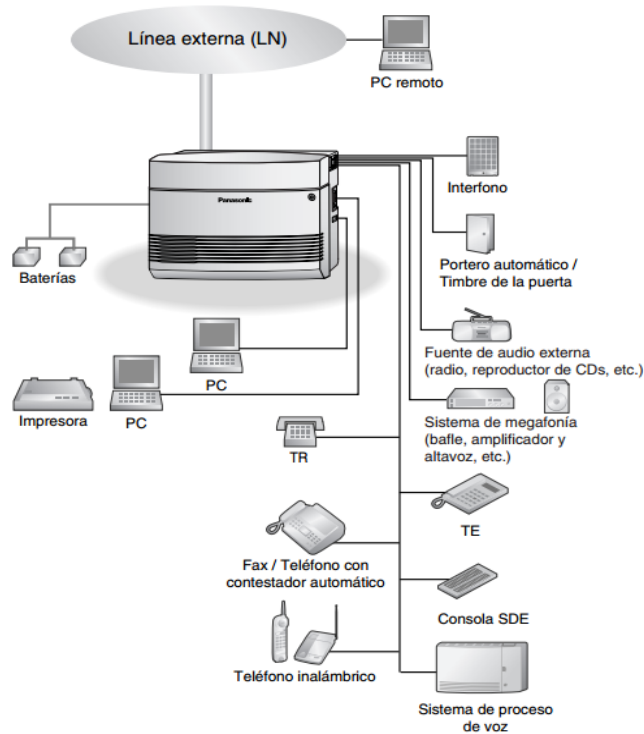 Línea externa (LN)
PC remoto
Panasonic
Interfono
Baterías
Portero automático /
Timbre de la puerta
PC
Fuente de audio externa
(radio, reproductor de CDs, etc.)
Impresora
PC
Sistema de megafonía
(bafle, amplificador y
altavoz, etc.)
TR
TE
Fax / Teléfono con
contestador automático
Consola SDE
Teléfono inalámbrico
Sistema de proceso
de voz